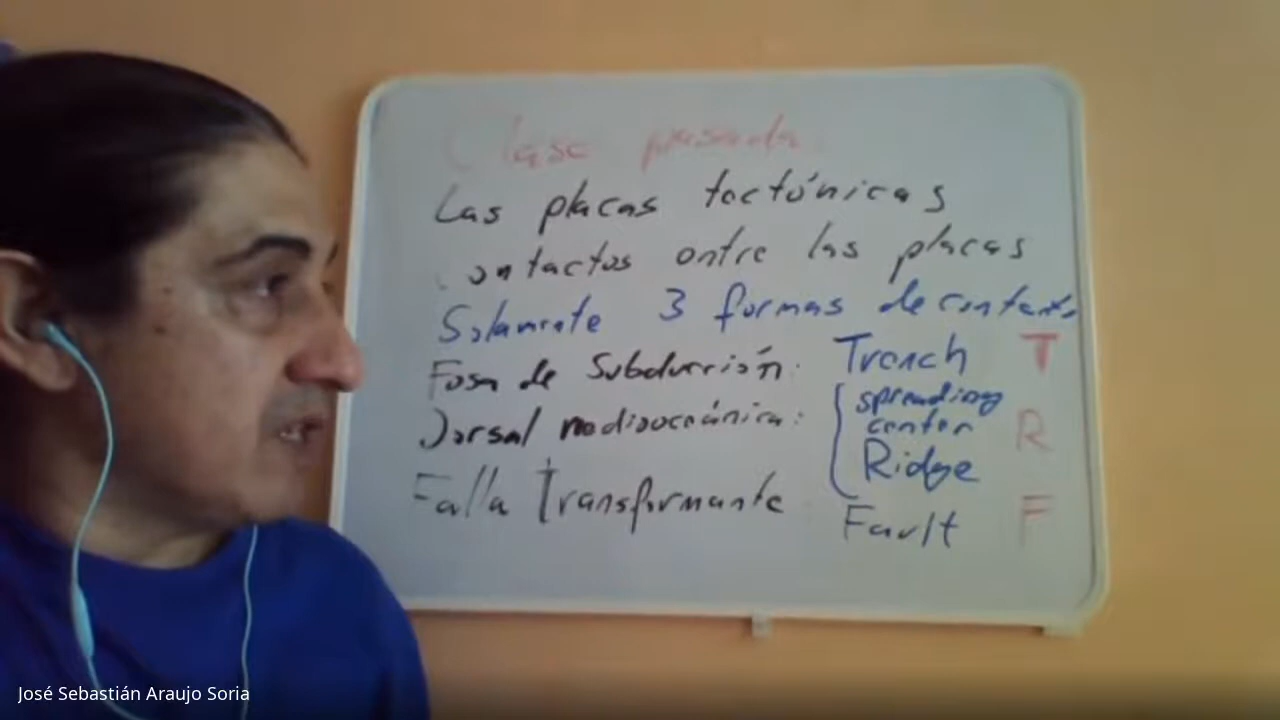 Clase pasada
Las placas tectónicas
Contactos entre las placas
Solamente 3 formas de contacto
Fosa de Subducción: Trench T
Dorsal mediooceánica: spreading center Ridge R
Falla Transformante Fault F
José Sebastián Araujo Soria